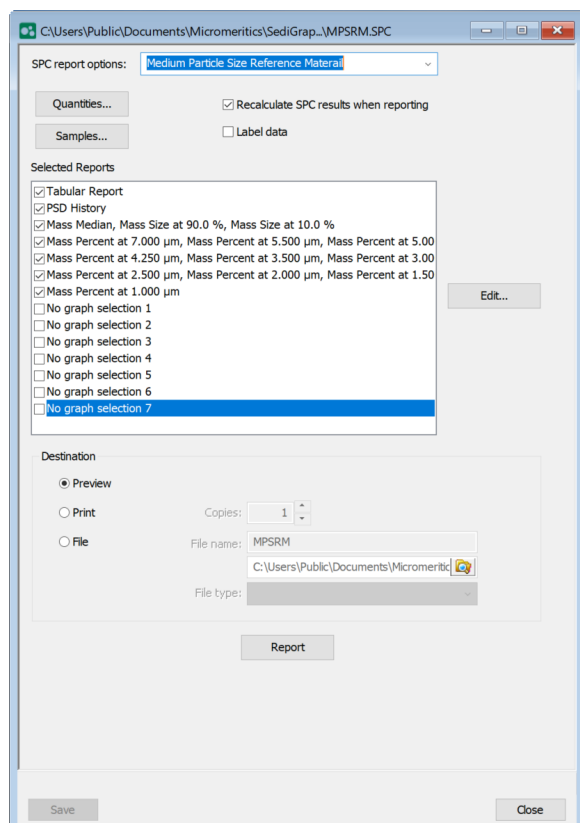 C:\Users\Public\Documents\Micromeritics\SediGrap...\MPSRM.SPC
SPC report options: Medium Particle Size Reference Materail
Quantities...
Recalculate SPC results when reporting
Samples...
Label data
Selected Reports
Tabular Report
PSD History
Mass Median, Mass Size at 90.0 %, Mass Size at 10.0 %
Mass Percent at 7.000 µm, Mass Percent at 5.500 µm, Mass Percent at 5.00
Mass Percent at 4.250 µm, Mass Percent at 3.500 µm, Mass Percent at 3.00
Mass Percent at 2.500 µm, Mass Percent at 2.000 µm, Mass Percent at 1.50
Mass Percent at 1.000 µm
Edit...
No graph selection 1
No graph selection 2
No graph selection 3
No graph selection 4
No graph selection 5
No graph selection 6
No graph selection 7
Destination
Preview
Print
Copies: 1
File
File name: MPSRM
C:\Users\Public\Documents\Micromeritic
File type:
Report
Save
Close